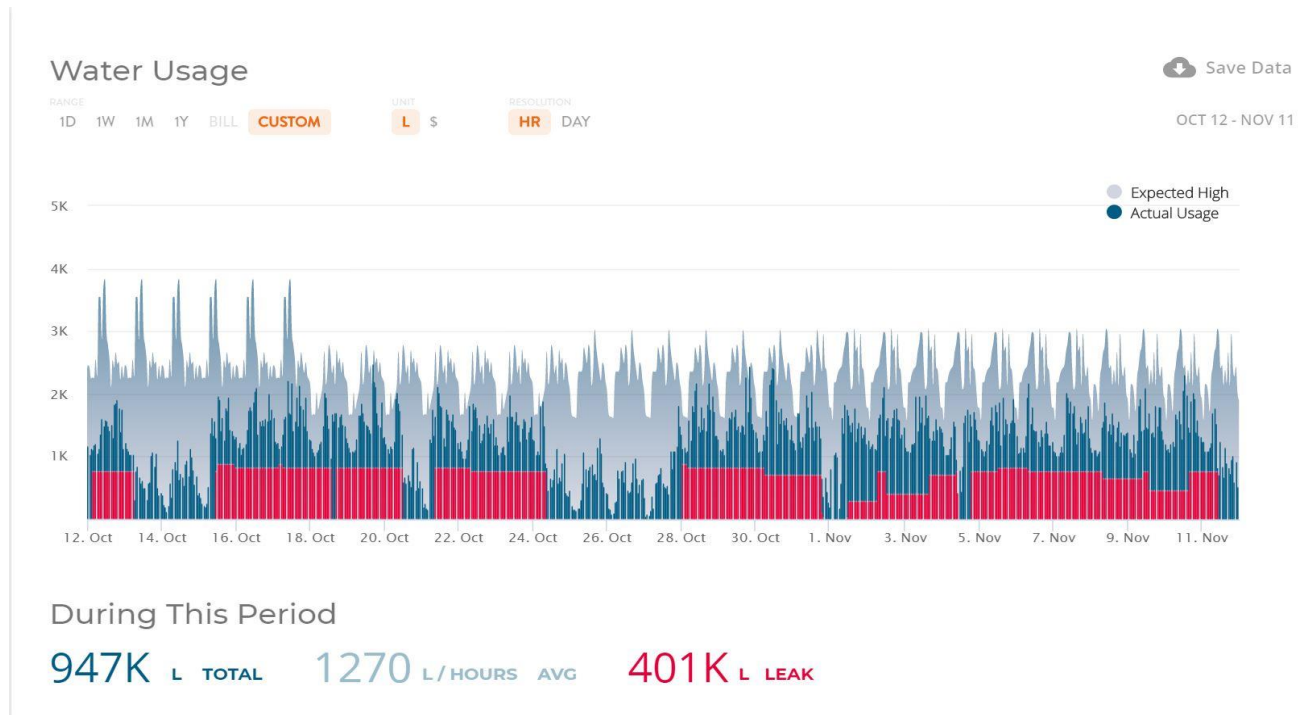 Water Usage
Save Data
RANGE UNIT RESOLUTION
1D 1W 1M 1Y BILL CUSTOM L $ HR DAY
OCT 12 - NOV 11
Expected High
Actual Usage
5K
4K
3K
2K
1K
12. Oct 14. Oct 16. Oct 18. Oct 20. Oct 22. Oct 24. Oct 26. Oct 28. Oct 30. Oct 1. Nov 3. Nov 5. Nov 7. Nov 9. Nov 11. Nov
During This Period
947K L TOTAL 1270 L/HOURS AVG 401K L LEAK